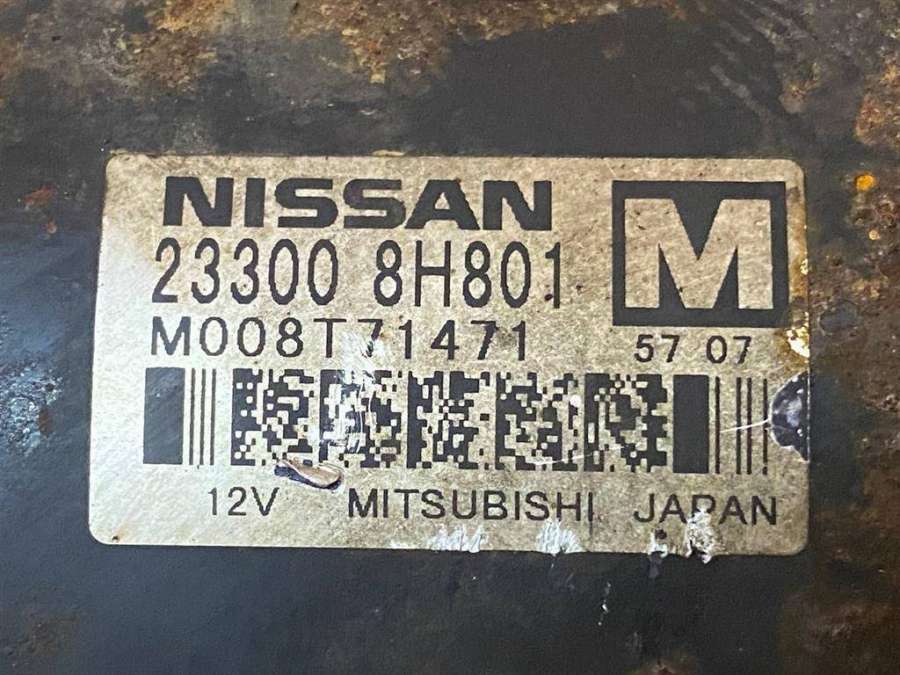 NISSAN
M
23300 8H801
M008T71471
57 07
12V MITSUBISHI JAPAN